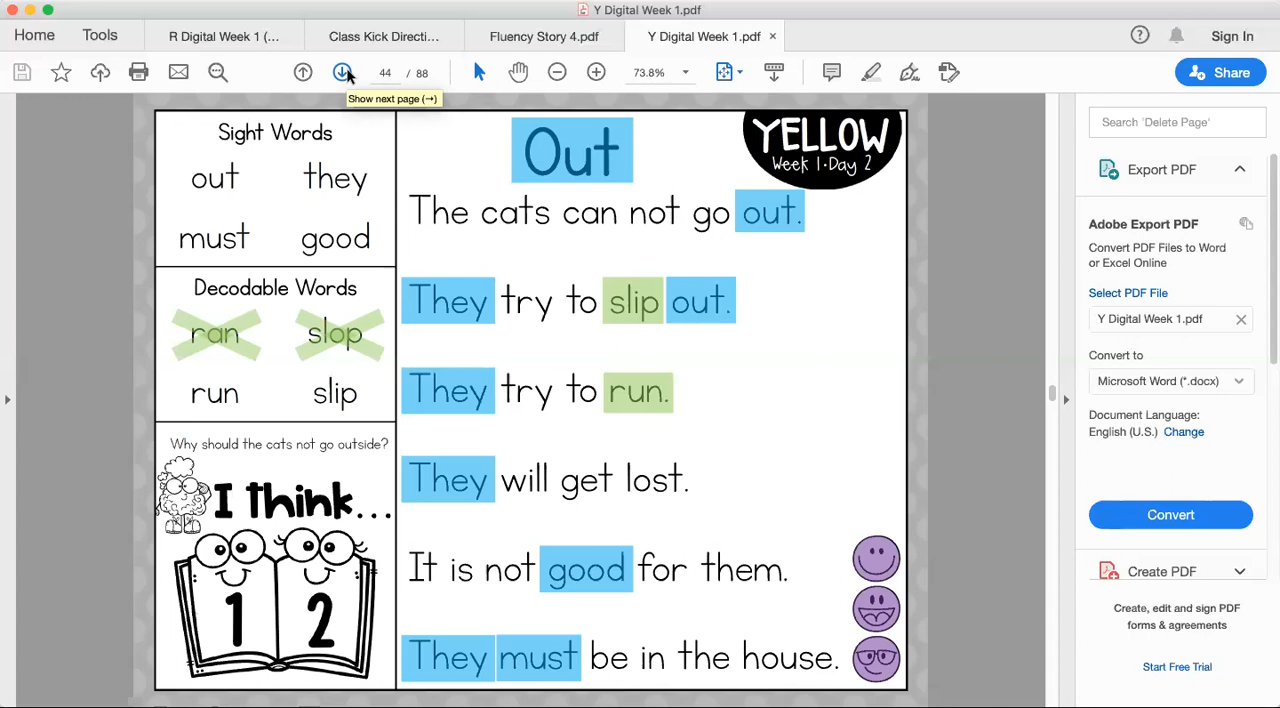 Y Digital Week 1.pdf
Home
Tools
R Digital Week 1 (...
Class Kick Directi...
Fluency Story 4.pdf
Y Digital Week 1.pdf ×
Sign In
44 / 88
73.8%
Share
Show next page (→)
Sight Words
out they
must good
Decodable Words
ran slop
run slip
Why should the cats not go outside?
I think...
1 2
Out
YELLOW
Week 1·Day 2
The cats can not go out.
They try to slip out.
They try to run.
They will get lost.
It is not good for them.
They must be in the house.
Search 'Delete Page'
Export PDF
Adobe Export PDF
Convert PDF Files to Word
or Excel Online
Select PDF File
Y Digital Week 1.pdf
Convert to
Microsoft Word (*.docx)
Document Language:
English (U.S.) Change
Convert
Create PDF
Create, edit and sign PDF
forms & agreements
Start Free Trial